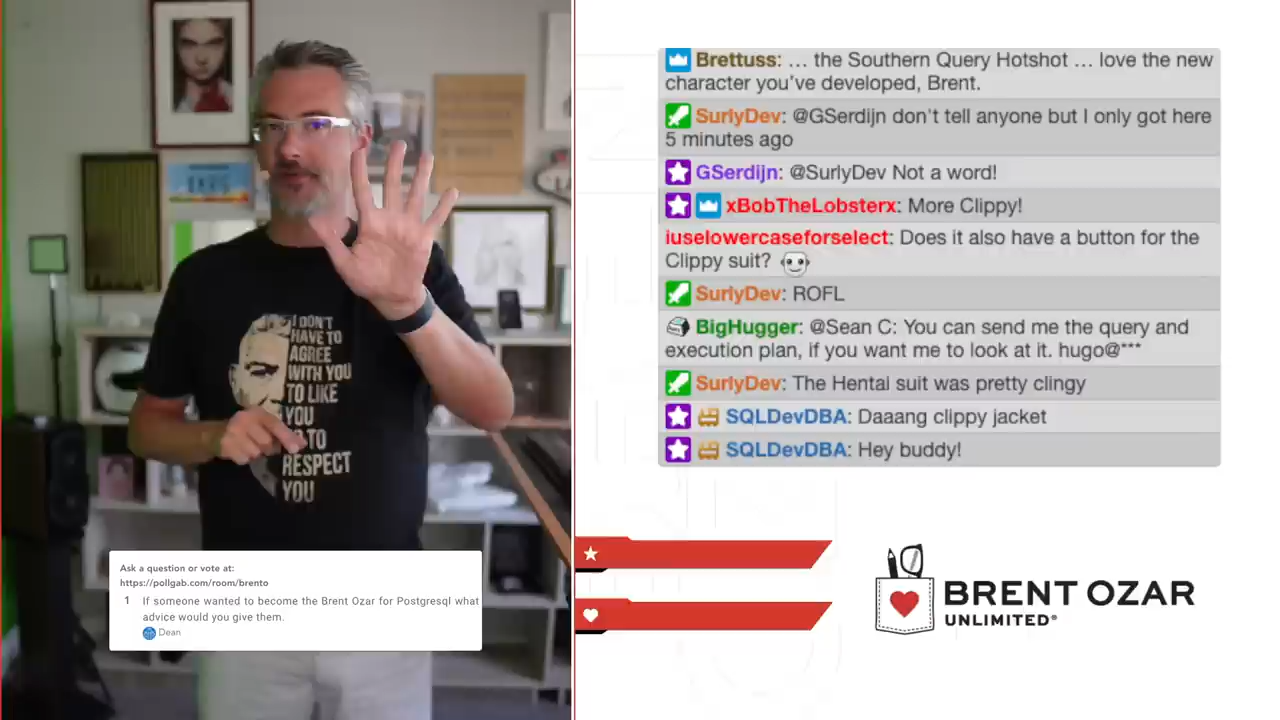 I DON'T
HAVE TO
AGREE
WITH YOU
TO LIKE
YOU
TO
RESPECT
YOU
Ask a question or vote at:
https://pollgab.com/room/brento
1 If someone wanted to become the Brent Ozar for Postgresql what
advice would you give them.
Dean
Brettuss: … the Southern Query Hotshot … love the new
character you've developed, Brent.
SurlyDev: @GSerdijn don't tell anyone but I only got here
5 minutes ago
GSerdijn: @SurlyDev Not a word!
xBobTheLobsterx: More Clippy!
iuselowercaseforselect: Does it also have a button for the
Clippy suit?
SurlyDev: ROFL
BigHugger: @Sean C: You can send me the query and
execution plan, if you want me to look at it. hugo@***
SurlyDev: The Hentai suit was pretty clingy
SQLDevDBA: Daaang clippy jacket
SQLDevDBA: Hey buddy!
BRENT OZAR
UNLIMITED®